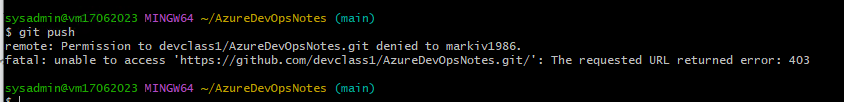 sysadmin@vm17062023 MINGW64 ~/AzureDevOpsNotes (main)
$ git push
remote: Permission to devclass1/AzureDevOpsNotes.git denied to markiv1986.
fatal: unable to access 'https://github.com/devclass1/AzureDevOpsNotes.git/': The requested URL returned error: 403
sysadmin@vm17062023 MINGW64 ~/AzureDevOpsNotes (main)
$